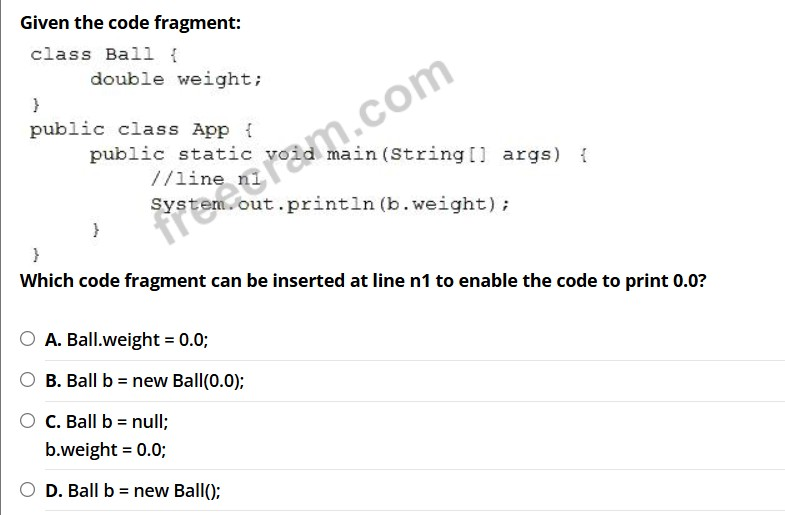 Given the code fragment:
class Ball {
double weight;
}
public class App {
public static void main(String[] args) {
//line n1
System.out.println(b.weight);
}
}
freecram.com
Which code fragment can be inserted at line n1 to enable the code to print 0.0?
A. Ball.weight = 0.0;
B. Ball b = new Ball(0.0);
C. Ball b = null;
b.weight = 0.0;
D. Ball b = new Ball();